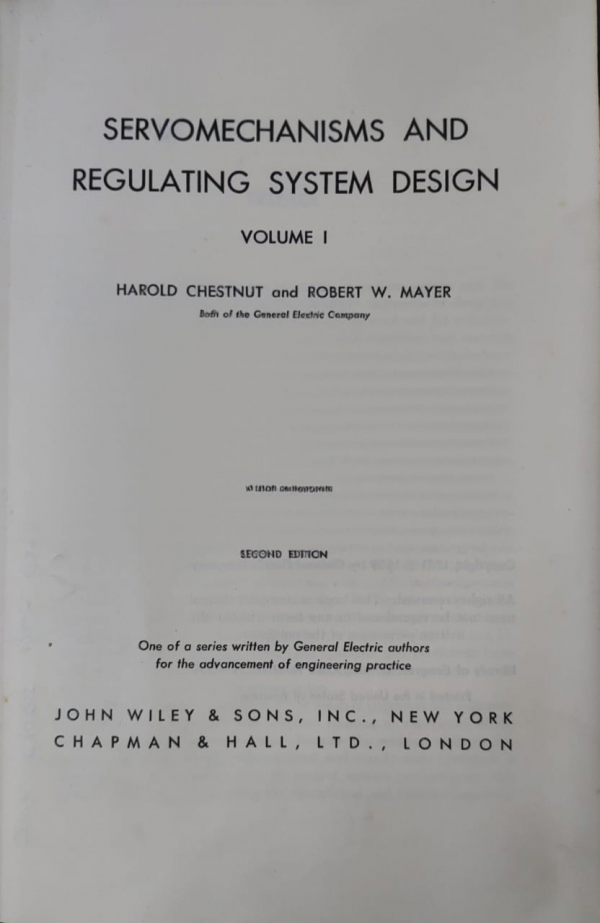 SERVOMECHANISMS AND
REGULATING SYSTEM DESIGN
VOLUME I
HAROLD CHESTNUT and ROBERT W. MAYER
Both of the General Electric Company
SECOND EDITION
One of a series written by General Electric authors
for the advancement of engineering practice
JOHN WILEY & SONS, INC., NEW YORK
CHAPMAN & HALL, LTD., LONDON